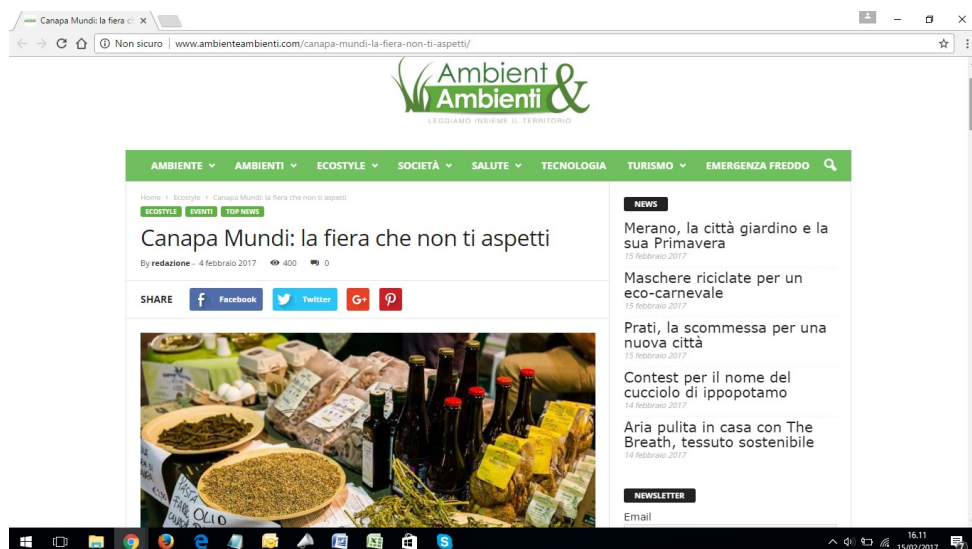 Canapa Mundi: la fiera ch
Non sicuro | www.ambienteambienti.com/canapa-mundi-la-fiera-non-ti-aspetti/
Ambient&
Ambienti
LEGGIAMO INSIEME IL TERRITORIO
AMBIENTE AMBIENTI ECOSTYLE SOCIETÀ SALUTE TECNOLOGIA TURISMO EMERGENZA FREDDO
Home › Ecostyle › Canapa Mundi: la fiera che non ti aspetti
ECOSTYLE EVENTI TOP NEWS
Canapa Mundi: la fiera che non ti aspetti
By redazione - 4 febbraio 2017 400 0
SHARE Facebook Twitter G+
PASTA
OLIO
NEWS
Merano, la città giardino e la
sua Primavera
15 febbraio 2017
Maschere riciclate per un
eco-carnevale
15 febbraio 2017
Prati, la scommessa per una
nuova città
15 febbraio 2017
Contest per il nome del
cucciolo di ippopotamo
14 febbraio 2017
Aria pulita in casa con The
Breath, tessuto sostenibile
14 febbraio 2017
NEWSLETTER
Email
16.11
15/02/2017